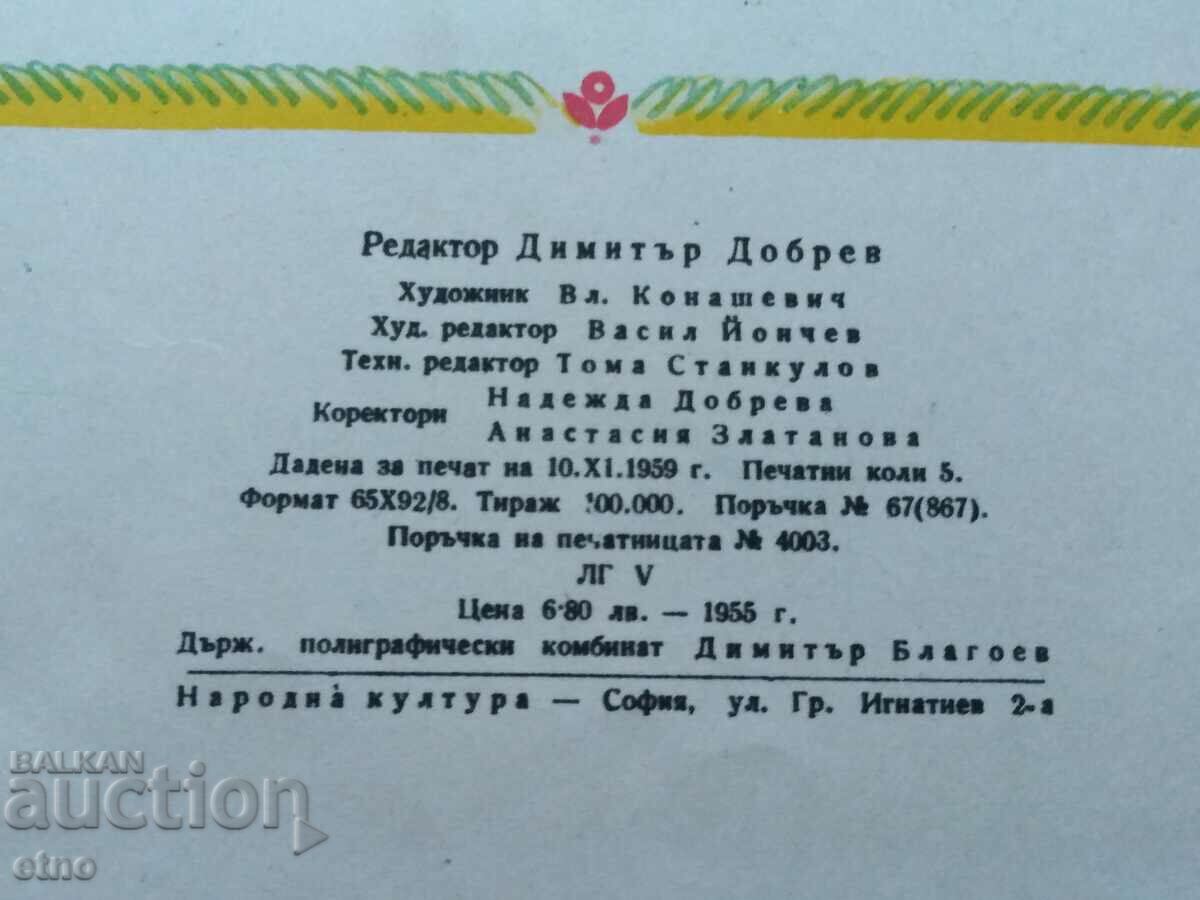 Редактор Димитър Добрев
Художник Вл. Конашевич
Худ. редактор Васил Йончев
Техн. редактор Тома Станкулов
Коректори Надежда Добрева
Анастасия Златанова
Дадена за печат на 10.XI.1959 г. Печатни коли 5.
Формат 65X92/8. Тираж 100.000. Поръчка № 67(867).
Поръчка на печатницата № 4003.
ЛГ V
Цена 6·80 лв. — 1955 г.
Държ. полиграфически комбинат Димитър Благоев
Народна култура — София, ул. Гр. Игнатиев 2-а
BALKAN
auction
etno